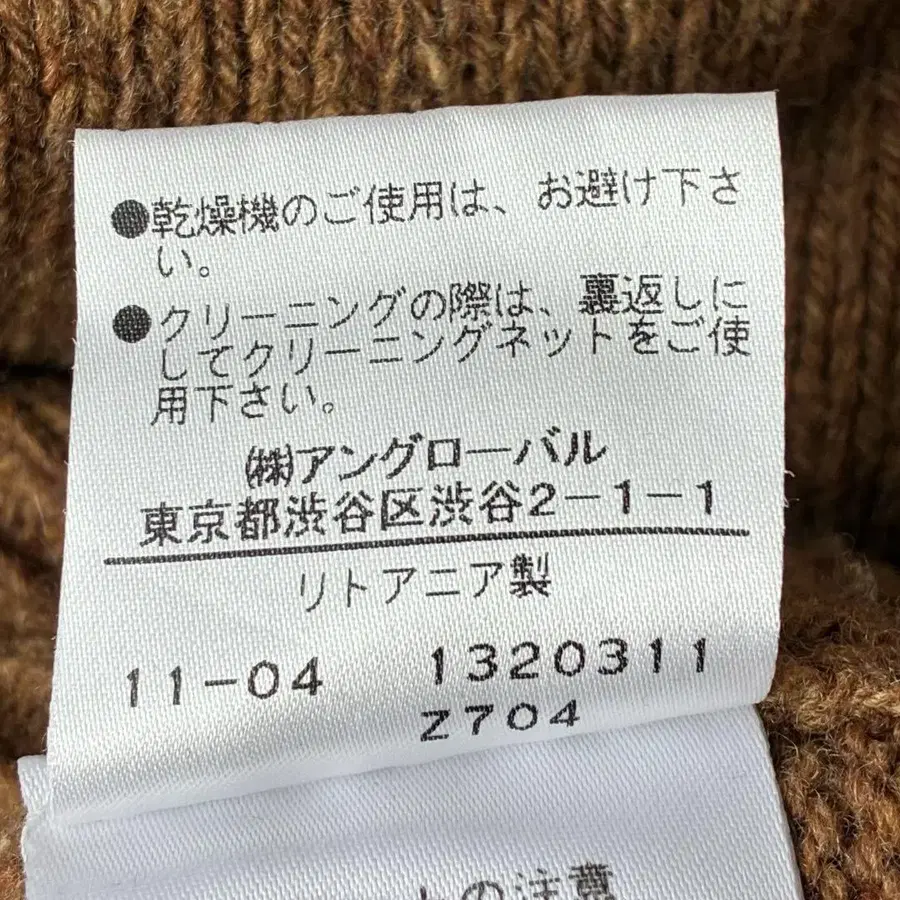 ●乾燥機のご使用は、お避け下さ
い。
●クリーニングの際は、裏返しに
してクリーニングネットをご使
用下さい。
㈱アングローバル
東京都渋谷区渋谷2-1-1
リトアニア製
11-04 1320311
Z704
の注意